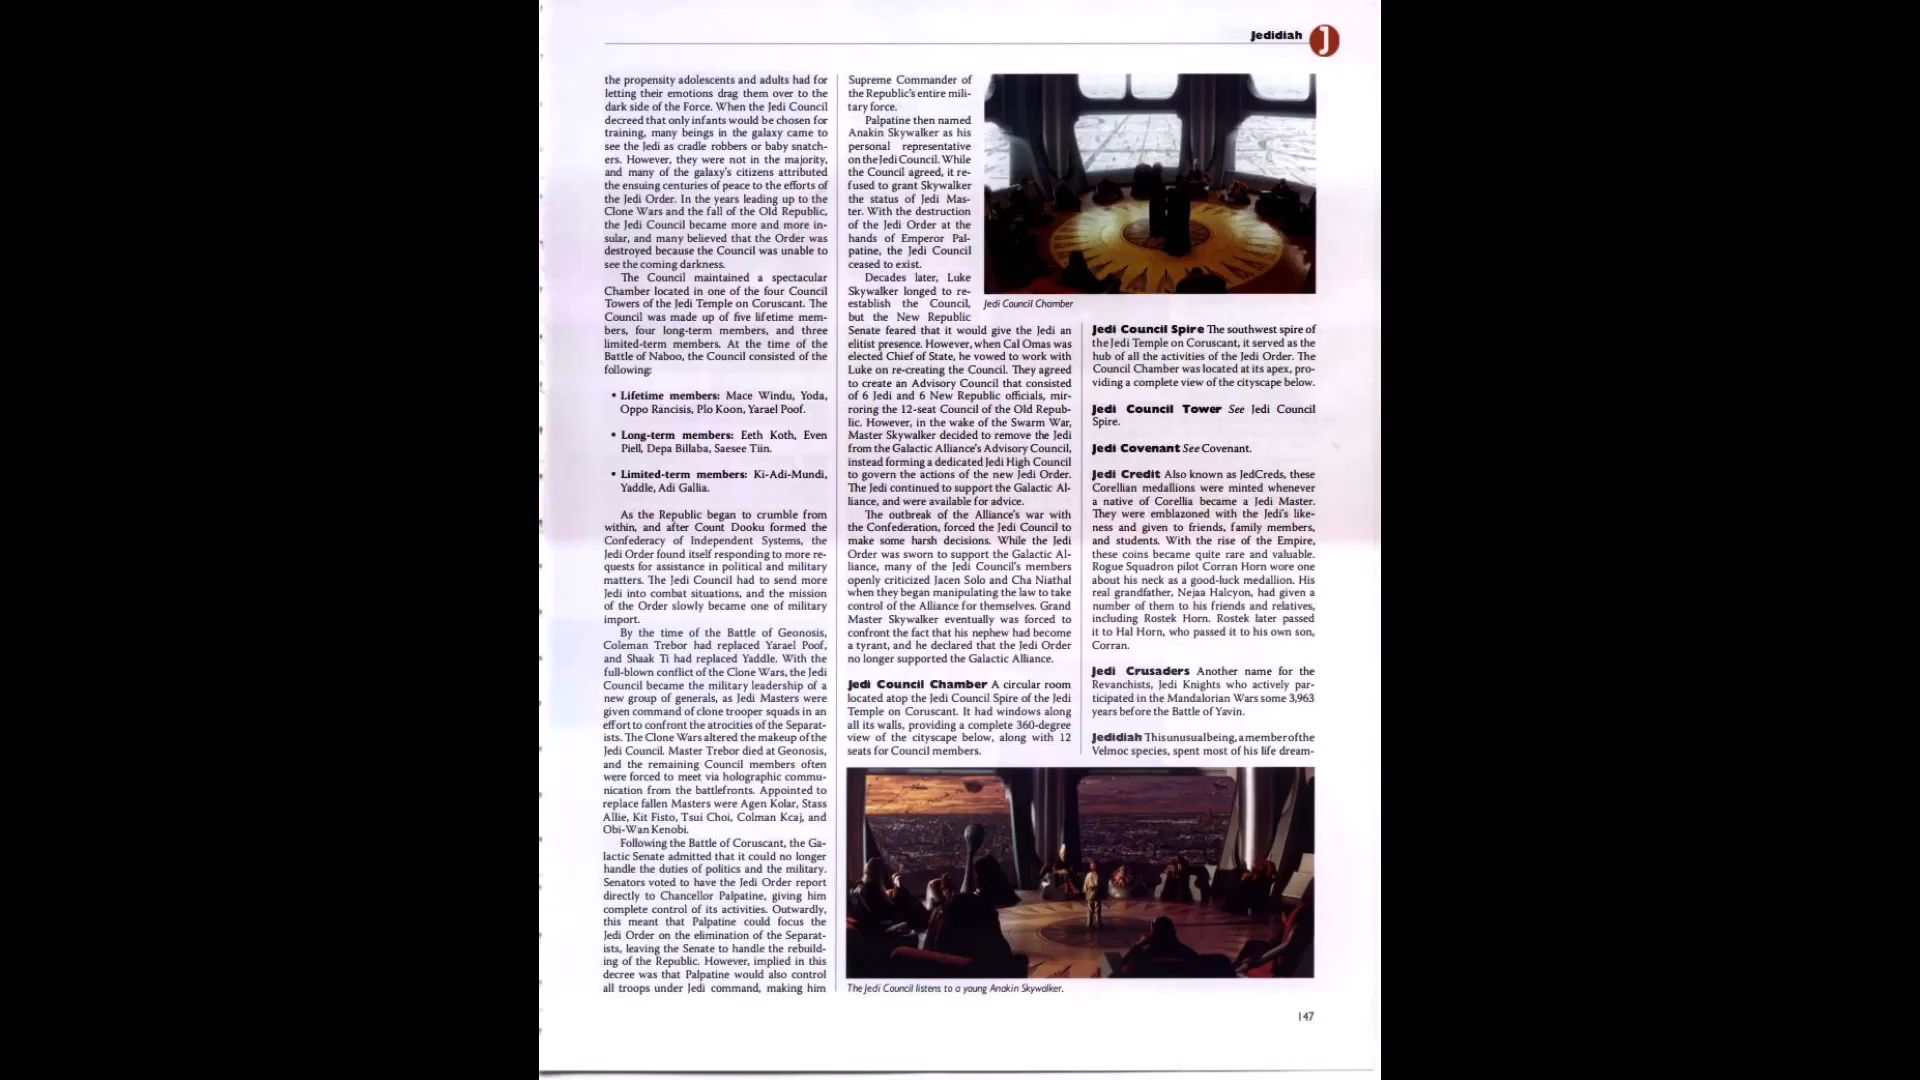 Jedidiah J
the propensity adolescents and adults had for
letting their emotions drag them over to the
dark side of the Force. When the Jedi Council
decreed that only infants would be chosen for
training, many beings in the galaxy came to
see the Jedi as cradle robbers or baby snatch-
ers. However, they were not in the majority,
and many of the galaxy's citizens attributed
the ensuing centuries of peace to the efforts of
the Jedi Order. In the years leading up to the
Clone Wars and the fall of the Old Republic,
the Jedi Council became more and more in-
sular, and many believed that the Order was
destroyed because the Council was unable to
see the coming darkness.
The Council maintained a spectacular
Chamber located in one of the four Council
Towers of the Jedi Temple on Coruscant. The
Council was made up of five lifetime mem-
bers, four long-term members, and three
limited-term members. At the time of the
Battle of Naboo, the Council consisted of the
following:
• Lifetime members: Mace Windu, Yoda,
Oppo Rancisis, Plo Koon, Yarael Poof.
• Long-term members: Eeth Koth, Even
Piell, Depa Billaba, Saesee Tiin.
• Limited-term members: Ki-Adi-Mundi,
Yaddle, Adi Gallia.
As the Republic began to crumble from
within, and after Count Dooku formed the
Confederacy of Independent Systems, the
Jedi Order found itself responding to more re-
quests for assistance in political and military
matters. The Jedi Council had to send more
Jedi into combat situations, and the mission
of the Order slowly became one of military
import.
By the time of the Battle of Geonosis,
Coleman Trebor had replaced Yarael Poof,
and Shaak Ti had replaced Yaddle. With the
full-blown conflict of the Clone Wars, the Jedi
Council became the military leadership of a
new group of generals, as Jedi Masters were
given command of clone trooper squads in an
effort to confront the atrocities of the Separat-
ists. The Clone Wars altered the makeup of the
Jedi Council. Master Trebor died at Geonosis,
and the remaining Council members often
were forced to meet via holographic commu-
nication from the battlefronts. Appointed to
replace fallen Masters were Agen Kolar, Stass
Allie, Kit Fisto, Tsui Choi, Colman Kcaj, and
Obi-Wan Kenobi.
Following the Battle of Coruscant, the Ga-
lactic Senate admitted that it could no longer
handle the duties of politics and the military.
Senators voted to have the Jedi Order report
directly to Chancellor Palpatine, giving him
complete control of its activities. Outwardly,
this meant that Palpatine could focus the
Jedi Order on the elimination of the Separat-
ists, leaving the Senate to handle the rebuild-
ing of the Republic. However, implied in this
decree was that Palpatine would also control
all troops under Jedi command, making him
Supreme Commander of
the Republic's entire mili-
tary force.
Palpatine then named
Anakin Skywalker as his
personal representative
on the Jedi Council. While
the Council agreed, it re-
fused to grant Skywalker
the status of Jedi Mas-
ter. With the destruction
of the Jedi Order at the
hands of Emperor Pal-
patine, the Jedi Council
ceased to exist.
Decades later, Luke
Skywalker longed to re-
establish the Council,
but the New Republic
Senate feared that it would give the Jedi an
elitist presence. However, when Cal Omas was
elected Chief of State, he vowed to work with
Luke on re-creating the Council. They agreed
to create an Advisory Council that consisted
of 6 Jedi and 6 New Republic officials, mir-
roring the 12-seat Council of the Old Repub-
lic. However, in the wake of the Swarm War,
Master Skywalker decided to remove the Jedi
from the Galactic Alliance's Advisory Council,
instead forming a dedicated Jedi High Council
to govern the actions of the new Jedi Order.
The Jedi continued to support the Galactic Al-
liance, and were available for advice.
The outbreak of the Alliance's war with
the Confederation, forced the Jedi Council to
make some harsh decisions. While the Jedi
Order was sworn to support the Galactic Al-
liance, many of the Jedi Council's members
openly criticized Jacen Solo and Cha Niathal
when they began manipulating the law to take
control of the Alliance for themselves. Grand
Master Skywalker eventually was forced to
confront the fact that his nephew had become
a tyrant, and he declared that the Jedi Order
no longer supported the Galactic Alliance.
Jedi Council Chamber A circular room
located atop the Jedi Council Spire of the Jedi
Temple on Coruscant. It had windows along
all its walls, providing a complete 360-degree
view of the cityscape below, along with 12
seats for Council members.
Jedi Council Chamber
Jedi Council Spire The southwest spire of
the Jedi Temple on Coruscant, it served as the
hub of all the activities of the Jedi Order. The
Council Chamber was located at its apex, pro-
viding a complete view of the cityscape below.
Jedi Council Tower See Jedi Council
Spire.
Jedi Covenant See Covenant.
Jedi Credit Also known as JedCreds, these
Corellian medallions were minted whenever
a native of Corellia became a Jedi Master.
They were emblazoned with the Jedi's like-
ness and given to friends, family members,
and students. With the rise of the Empire,
these coins became quite rare and valuable.
Rogue Squadron pilot Corran Horn wore one
about his neck as a good-luck medallion. His
real grandfather, Nejaa Halcyon, had given a
number of them to his friends and relatives,
including Rostek Horn. Rostek later passed
it to Hal Horn, who passed it to his own son,
Corran.
Jedi Crusaders Another name for the
Revanchists, Jedi Knights who actively par-
ticipated in the Mandalorian Wars some 3,963
years before the Battle of Yavin.
Jedidiah This unusual being, a member of the
Velmoc species, spent most of his life dream-
The Jedi Council listens to a young Anakin Skywalker.
147